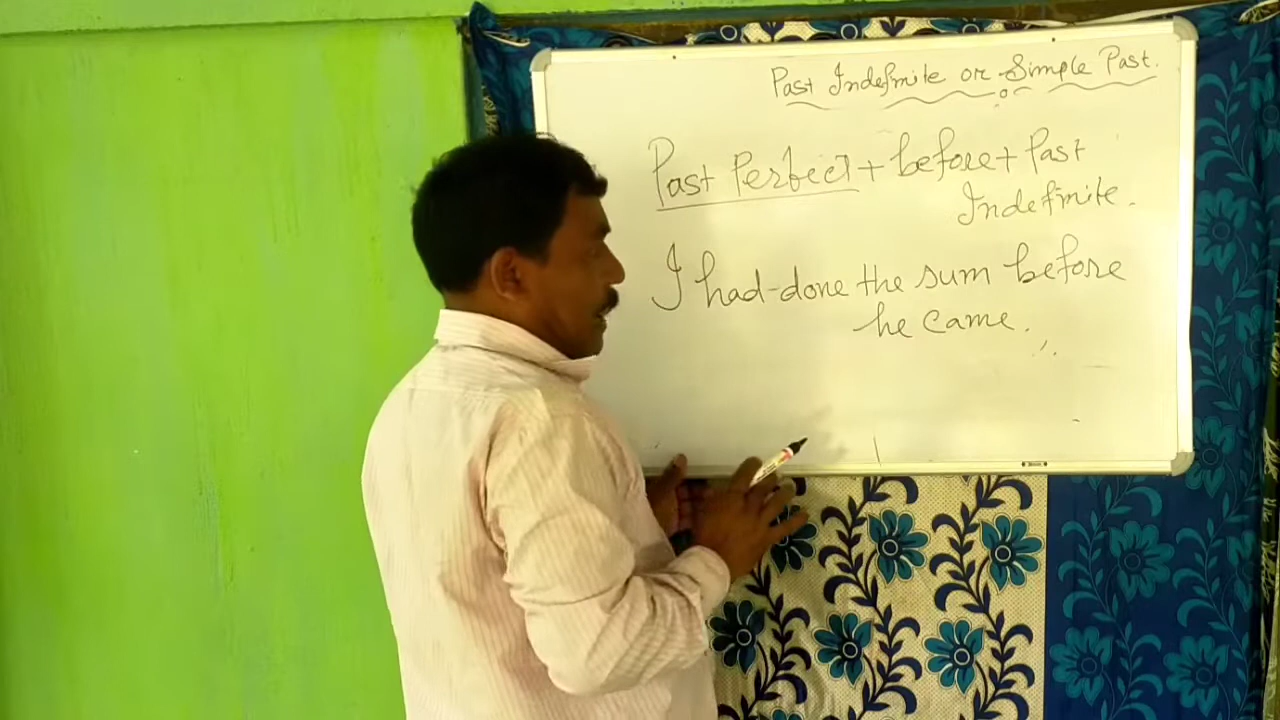 Past Indefinite or Simple Past.
Past Perfect + before + Past
Indefinite.
I had-done the sum before
he came.